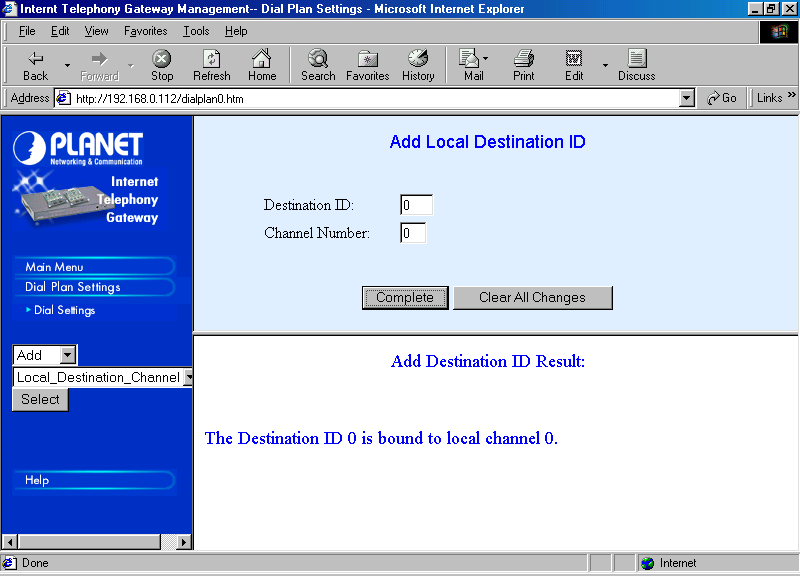 Internt Telephony Gateway Management-- Dial Plan Settings - Microsoft Internet Explorer
File Edit View Favorites Tools Help
Back Forward Stop Refresh Home Search Favorites History Mail Print Edit Discuss
Address http://192.168.0.112/dialplan0.htm Go Links »
PLANET
Networking & Communication
Internet
Telephony
Gateway
Main Menu
Dial Plan Settings
Dial Settings
Add
Local_Destination_Channel
Select
Help
Add Local Destination ID
Destination ID: 0
Channel Number: 0
Complete Clear All Changes
Add Destination ID Result:
The Destination ID 0 is bound to local channel 0.
Done Internet